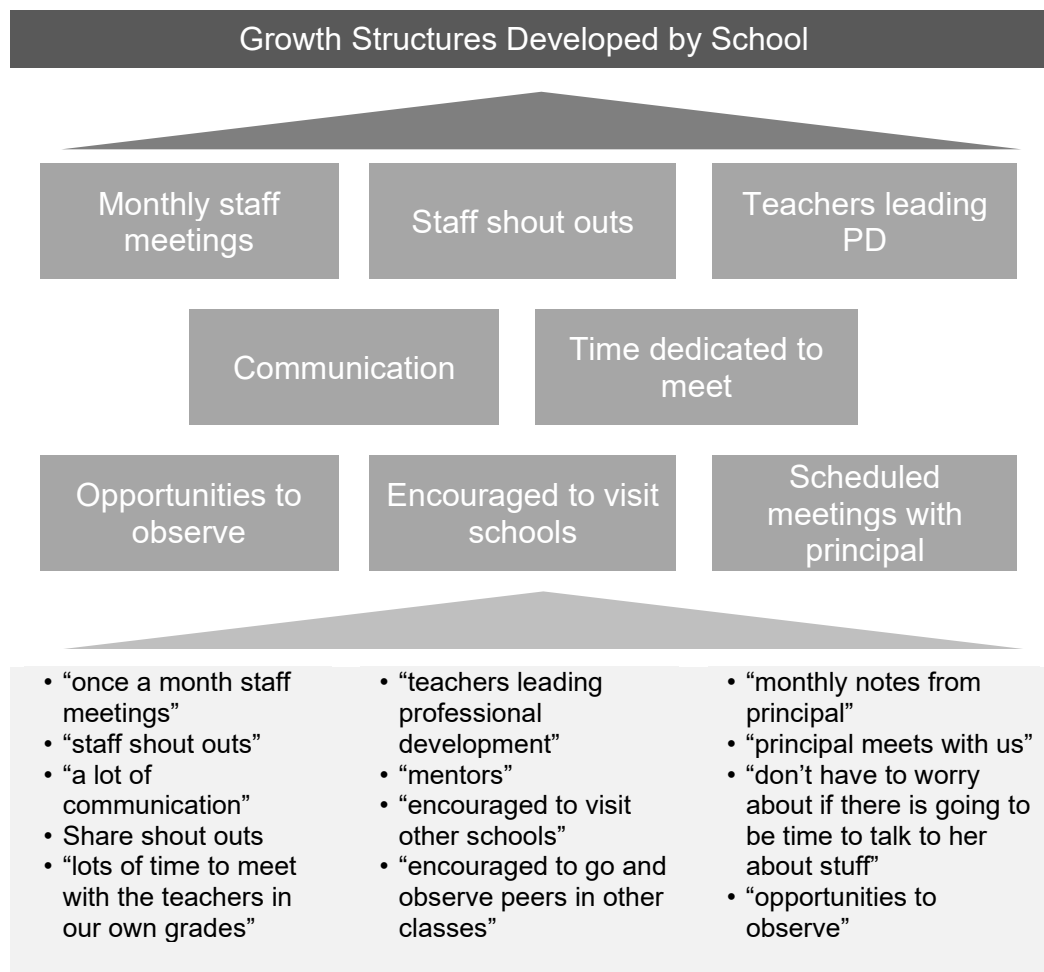 Growth Structures Developed by School
Monthly staff
meetings
Staff shout outs
Teachers leading
PD
Communication
Time dedicated to
meet
Opportunities to
observe
Encouraged to visit
schools
Scheduled
meetings with
principal
• “once a month staff
meetings”
• “staff shout outs”
• “a lot of
communication”
• Share shout outs
• “lots of time to meet
with the teachers in
our own grades”
• “teachers leading
professional
development”
• “mentors”
• “encouraged to visit
other schools”
• “encouraged to go and
observe peers in other
classes”
• “monthly notes from
principal”
• “principal meets with us”
• “don’t have to worry
about if there is going to
be time to talk to her
about stuff”
• “opportunities to
observe”